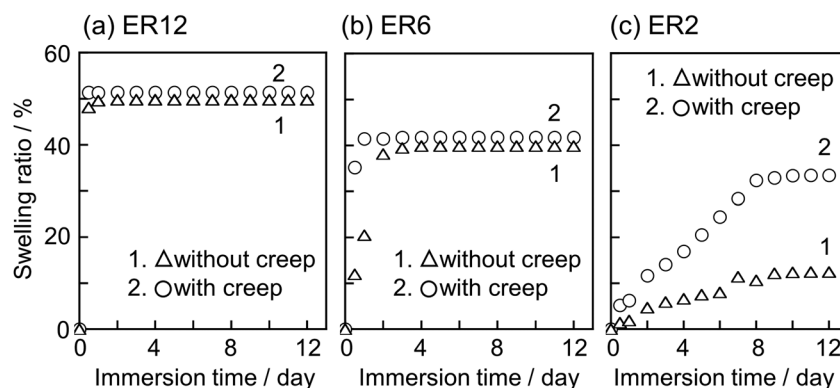 (a) ER12
(b) ER6
(c) ER2
Swelling ratio / %
60
40
20
0
2
1
1. △without creep
2. ○with creep
0 4 8 12
Immersion time / day
2
1
1. △without creep
2. ○with creep
0 4 8 12
Immersion time / day
1. △without creep
2. ○with creep
2
1
0 4 8 12
Immersion time / day